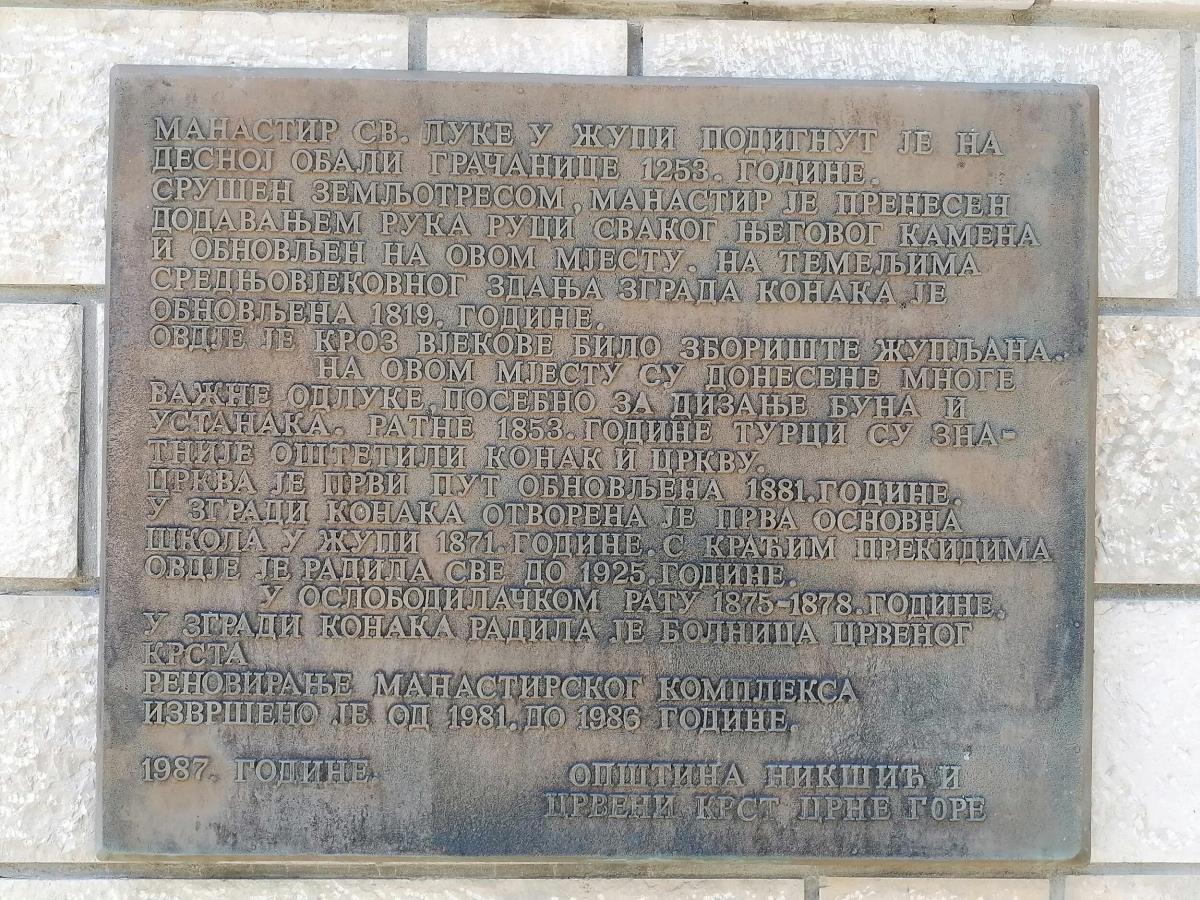 МАНАСТИР СВ. ЛУКЕ У ЖУПИ ПОДИГНУТ ЈЕ НА
ДЕСНОЈ ОБАЛИ ГРАЧАНИЦЕ 1253. ГОДИНЕ.
СРУШЕН ЗЕМЉОТРЕСОМ, МАНАСТИР ЈЕ ПРЕНЕСЕН
ДОДАВАЊЕМ РУКА РУЦИ СВАКОГ ЊЕГОВОГ КАМЕНА
И ОБНОВЉЕН НА ОВОМ МЈЕСТУ. НА ТЕМЕЉИМА
СРЕДЊОВЈЕКОВНОГ ЗДАЊА ЗГРАДА КОНАКА ЈЕ
ОБНОВЉЕНА 1819. ГОДИНЕ.
ОВДЈЕ ЈЕ КРОЗ ВЈЕКОВЕ БИЛО ЗБОРИШТЕ ЖУПЉАНА.
НА ОВОМ МЈЕСТУ СУ ДОНЕСЕНЕ МНОГЕ
ВАЖНЕ ОДЛУКЕ, ПОСЕБНО ЗА ДИЗАЊЕ БУНА И
УСТАНАКА. РАТНЕ 1853. ГОДИНЕ ТУРЦИ СУ ЗНА-
ТНИЈЕ ОШТЕТИЛИ КОНАК И ЦРКВУ.
ЦРКВА ЈЕ ПРВИ ПУТ ОБНОВЉЕНА 1881. ГОДИНЕ.
У ЗГРАДИ КОНАКА ОТВОРЕНА ЈЕ ПРВА ОСНОВНА
ШКОЛА У ЖУПИ 1871. ГОДИНЕ. С КРАЋИМ ПРЕКИДИМА
ОВДЈЕ ЈЕ РАДИЛА СВЕ ДО 1925. ГОДИНЕ.
У ОСЛОБОДИЛАЧКОМ РАТУ 1875-1878. ГОДИНЕ.
У ЗГРАДИ КОНАКА РАДИЛА ЈЕ БОЛНИЦА ЦРВЕНОГ
КРСТА
РЕНОВИРАЊЕ МАНАСТИРСКОГ КОМПЛЕКСА
ИЗВРШЕНО ЈЕ ОД 1981. ДО 1986 ГОДИНЕ.
1987. ГОДИНЕ.
ОПШТИНА НИКШИЋ И
ЦРВЕНИ КРСТ ЦРНЕ ГОРЕ